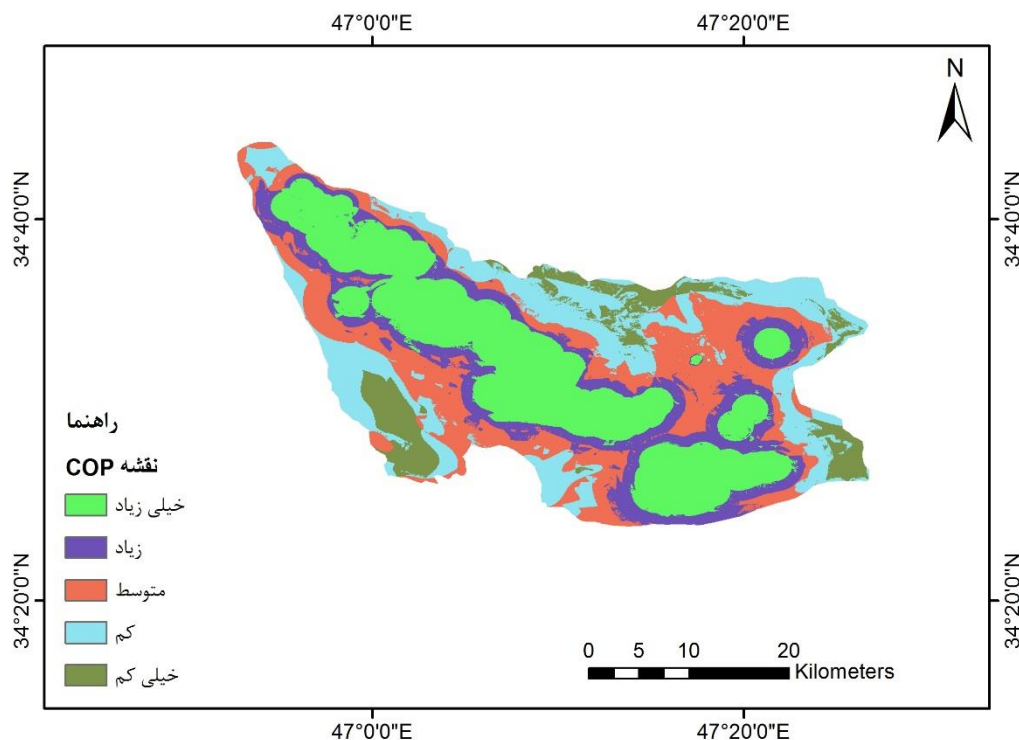 47°0'0"E
47°20'0"E
N
34°40'0"N
34°40'0"N
راهنما
نقشه COP
خیلی زیاد
زیاد
متوسط
کم
خیلی کم
34°20'0"N
34°20'0"N
0 5 10 20
Kilometers
47°0'0"E
47°20'0"E